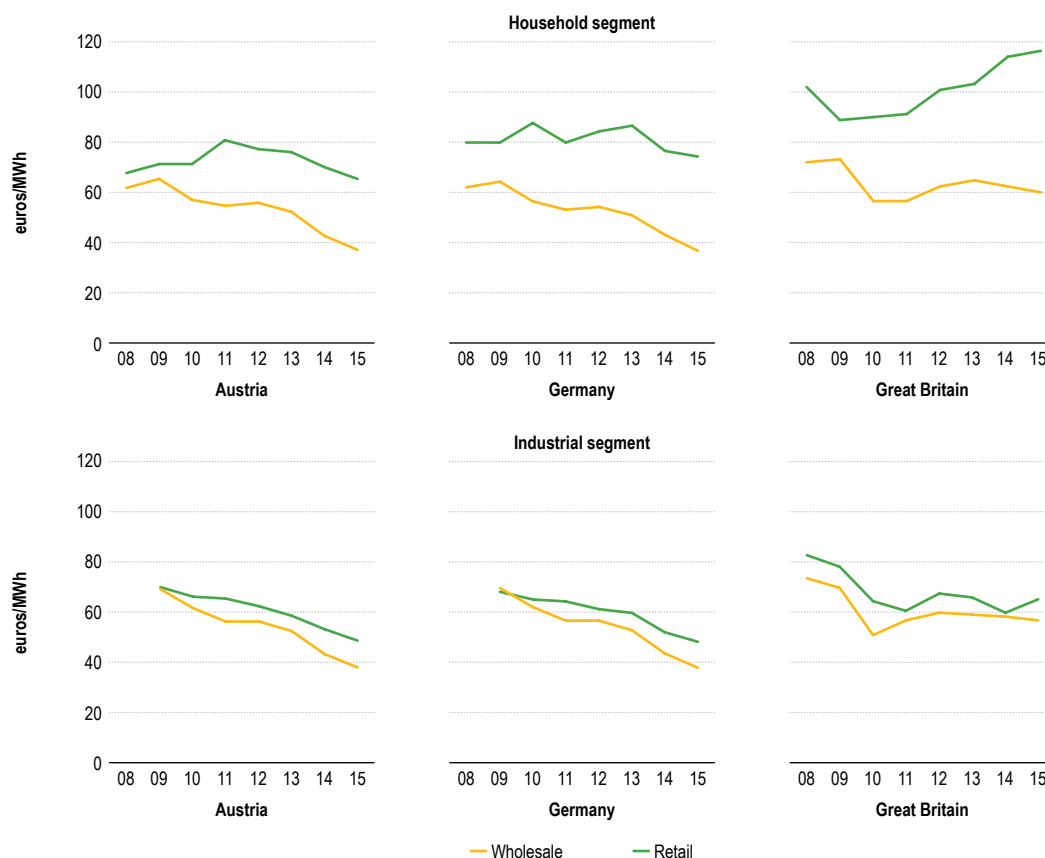 Household segment
euros/MWh
120
100
80
60
40
20
0
08 09 10 11 12 13 14 15
Austria
08 09 10 11 12 13 14 15
Germany
08 09 10 11 12 13 14 15
Great Britain
Industrial segment
euros/MWh
120
100
80
60
40
20
0
08 09 10 11 12 13 14 15
Austria
08 09 10 11 12 13 14 15
Germany
08 09 10 11 12 13 14 15
Great Britain
Wholesale Retail